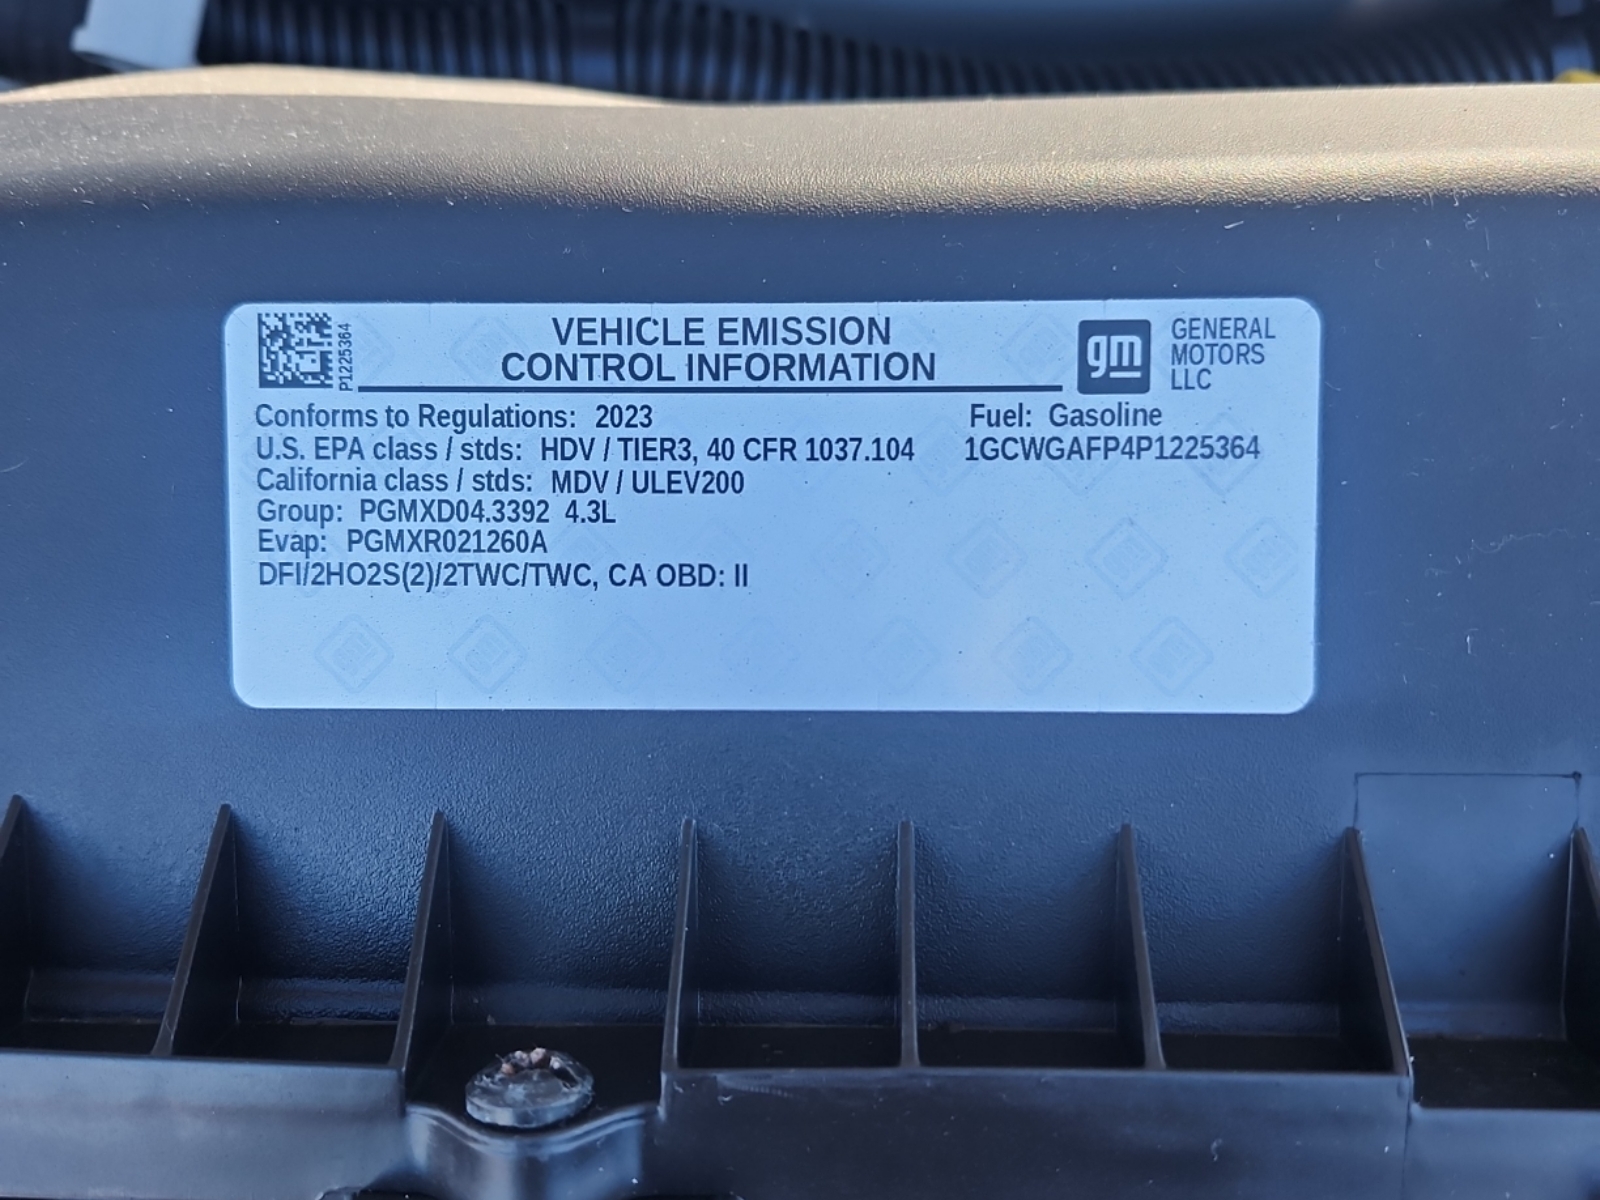 P1225364
VEHICLE EMISSION
CONTROL INFORMATION
gm
GENERAL
MOTORS
LLC
Conforms to Regulations: 2023
Fuel: Gasoline
U.S. EPA class / stds: HDV / TIER3, 40 CFR 1037.104
1GCWGAFP4P1225364
California class / stds: MDV / ULEV200
Group: PGMXD04.3392 4.3L
Evap: PGMXR021260A
DFI/2HO2S(2)/2TWC/TWC, CA OBD: II